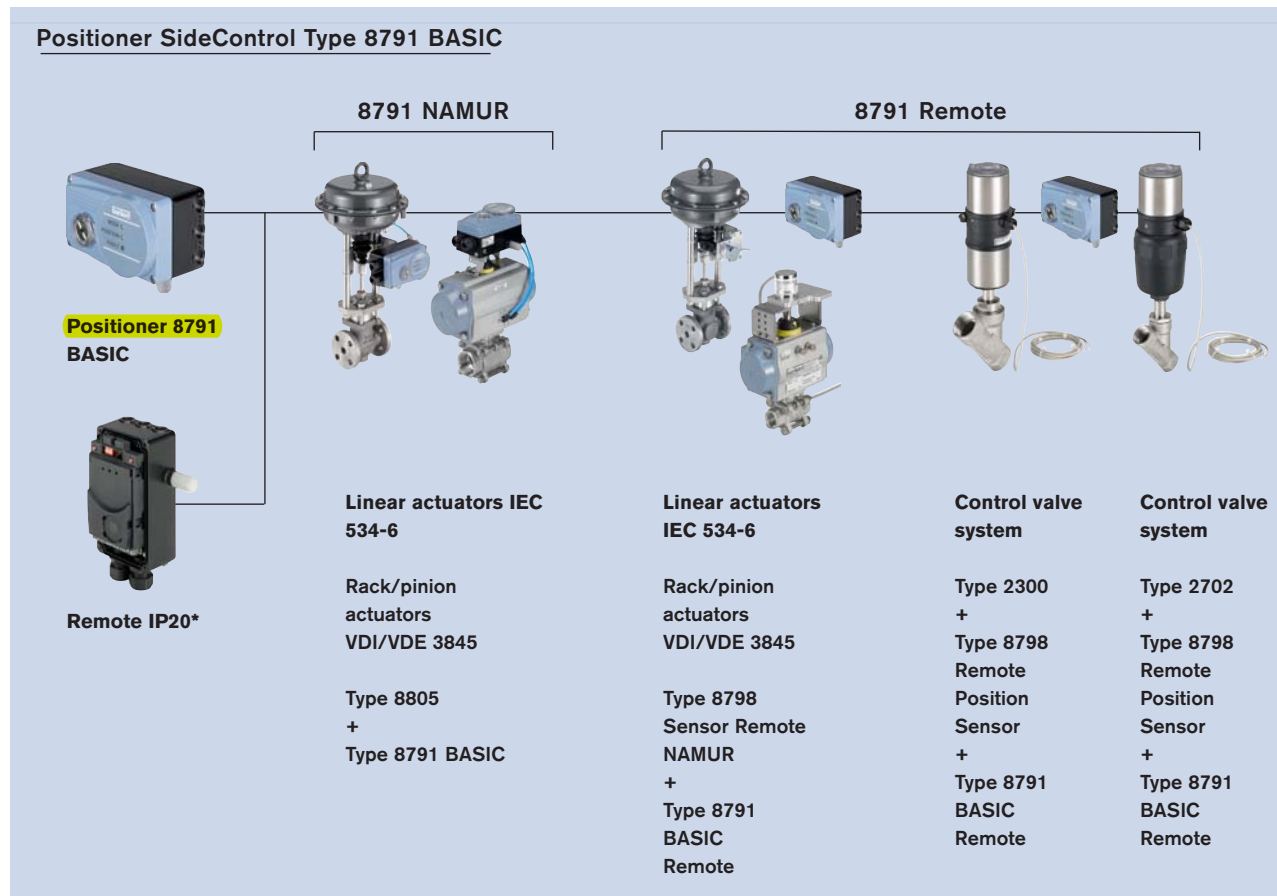 Positioner SideControl Type 8791 BASIC
8791 NAMUR
8791 Remote
Positioner 8791
BASIC
Remote IP20*
Linear actuators IEC
534-6
Rack/pinion
actuators
VDI/VDE 3845
Type 8805
+
Type 8791 BASIC
Linear actuators
IEC 534-6
Rack/pinion
actuators
VDI/VDE 3845
Type 8798
Sensor Remote
NAMUR
+
Type 8791
BASIC
Remote
Control valve
system
Type 2300
+
Type 8798
Remote
Position
Sensor
+
Type 8791
BASIC
Remote
Control valve
system
Type 2702
+
Type 8798
Remote
Position
Sensor
+
Type 8791
BASIC
Remote